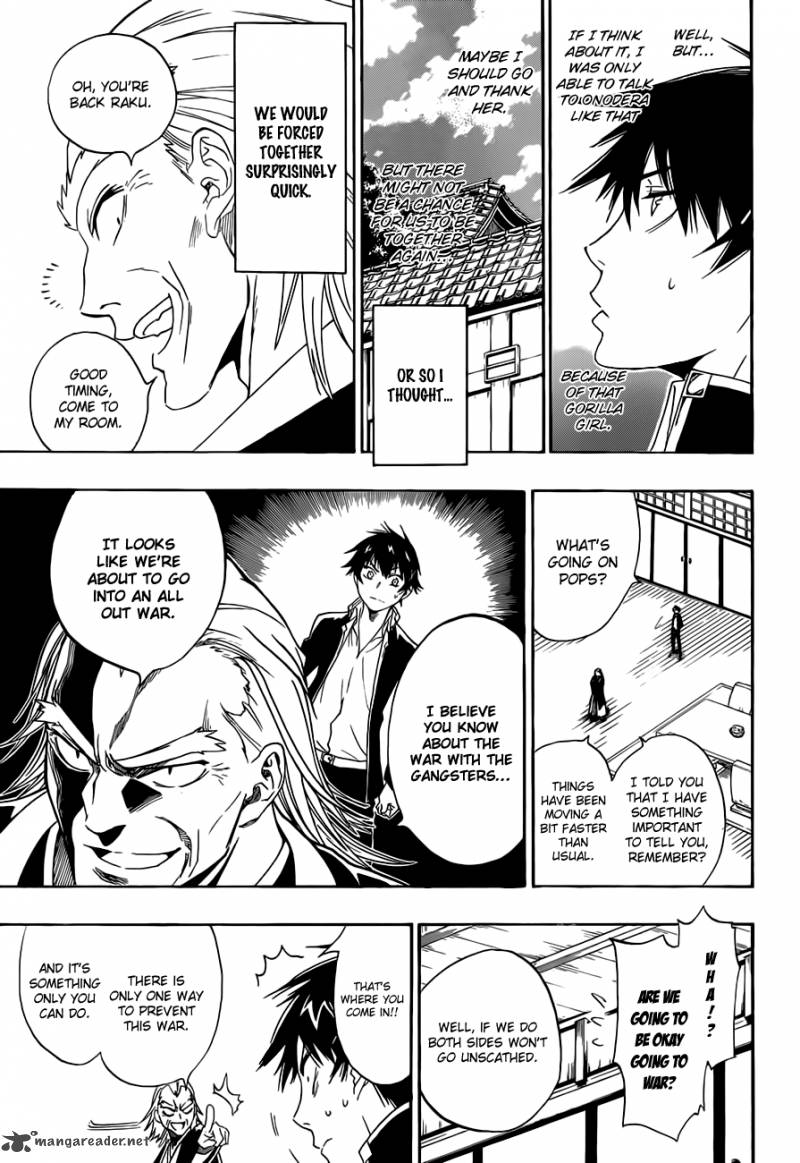 WELL,
BUT...
IF I THINK
ABOUT IT, I
WAS ONLY
ABLE TO TALK
TO ONODERA
LIKE THAT
BECAUSE
OF THAT
GORILLA
GIRL.
MAYBE I
SHOULD GO
AND THANK
HER.
BUT THERE
MIGHT NOT
BE A CHANCE
FOR US TO BE
TOGETHER
AGAIN...
OR SO I
THOUGHT...
WE WOULD
BE FORCED
TOGETHER
SURPRISINGLY
QUICK.
OH, YOU'RE
BACK RAKU.
GOOD
TIMING,
COME TO
MY ROOM.
WHAT'S
GOING ON
POPS?
I TOLD YOU
THAT I HAVE
SOMETHING
IMPORTANT
TO TELL YOU,
REMEMBER?
THINGS
HAVE BEEN
MOVING A
BIT FASTER
THAN
USUAL.
I BELIEVE
YOU KNOW
ABOUT THE
WAR WITH THE
GANGSTERS...
IT LOOKS
LIKE WE'RE
ABOUT TO GO
INTO AN ALL
OUT WAR.
WHA!?
ARE WE
GOING TO
BE OKAY
GOING TO
WAR?
WELL, IF WE DO
BOTH SIDES WON'T
GO UNSCATHED.
THAT'S
WHERE YOU
COME IN!!
THERE IS
ONLY ONE WAY
TO PREVENT
THIS WAR.
AND IT'S
SOMETHING
ONLY YOU
CAN DO.
mangareader.net